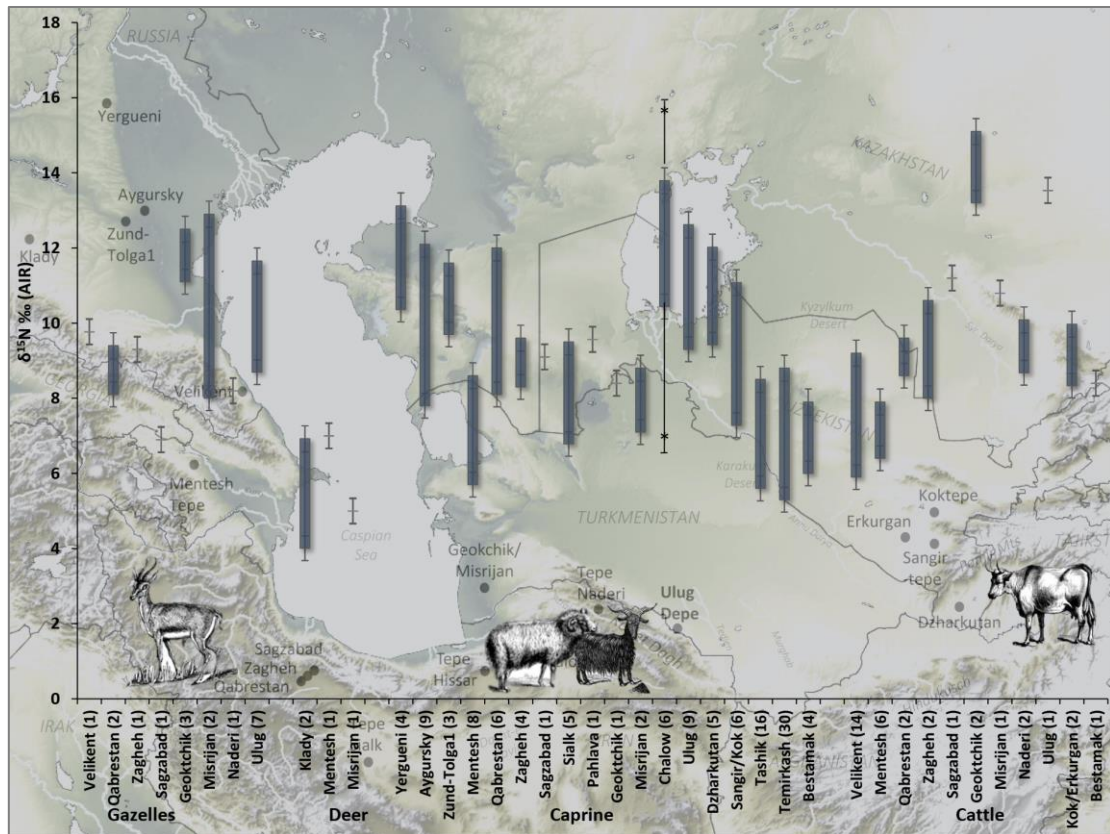 18
16
14
12
10
8
6
4
2
0
δ¹⁵N ‰ (AIR)
RUSSIA
Yergueni
Aygursky
Zund-
Tolga1
Klady
KAZAKHSTAN
Kyzylkum
Desert
Syr Darya
GEORGIA
Velikent
UZBEKISTAN
Mentesh
Tepe
Karakum
Desert
Koktepe
Erkurgan
Sangir
tepe
Caspian
Sea
TURKMENISTAN
Amu Darya
Geokchik/
Misrijan
Tepe
Naderi
Ulug
Depe
Dzharkutan
Sagzabad
Zagheh
Qabrestan
Tepe
Hissar
Dagh
IRAK
Velikent (1)
Qabrestan (2)
Zagheh (1)
Sagzabad (1)
Geoktchik (3)
Misrijan (2)
Naderi (1)
Ulug (7)
Klady (2)
Mentesh (1)
Misrijan (1)
Yergueni (4)
Aygursky (9)
Zund-Tolga1 (3)
Mentesh (8)
Qabrestan (6)
Zagheh (4)
Sagzabad (1)
Sialk (5)
Pahlava (1)
Geoktchik (1)
Misrijan (2)
Chalow (6)
Ulug (9)
Dzharkutan (5)
Sangir/Kok (6)
Tashik (16)
Temirkash (30)
Bestamak (4)
Velikent (14)
Mentesh (6)
Qabrestan (2)
Zagheh (2)
Sagzabad (1)
Geoktchik (2)
Misrijan (1)
Naderi (2)
Ulug (1)
Kok/Erkurgan (2)
Bestamak (1)
Gazelles
Deer
Caprine
Cattle